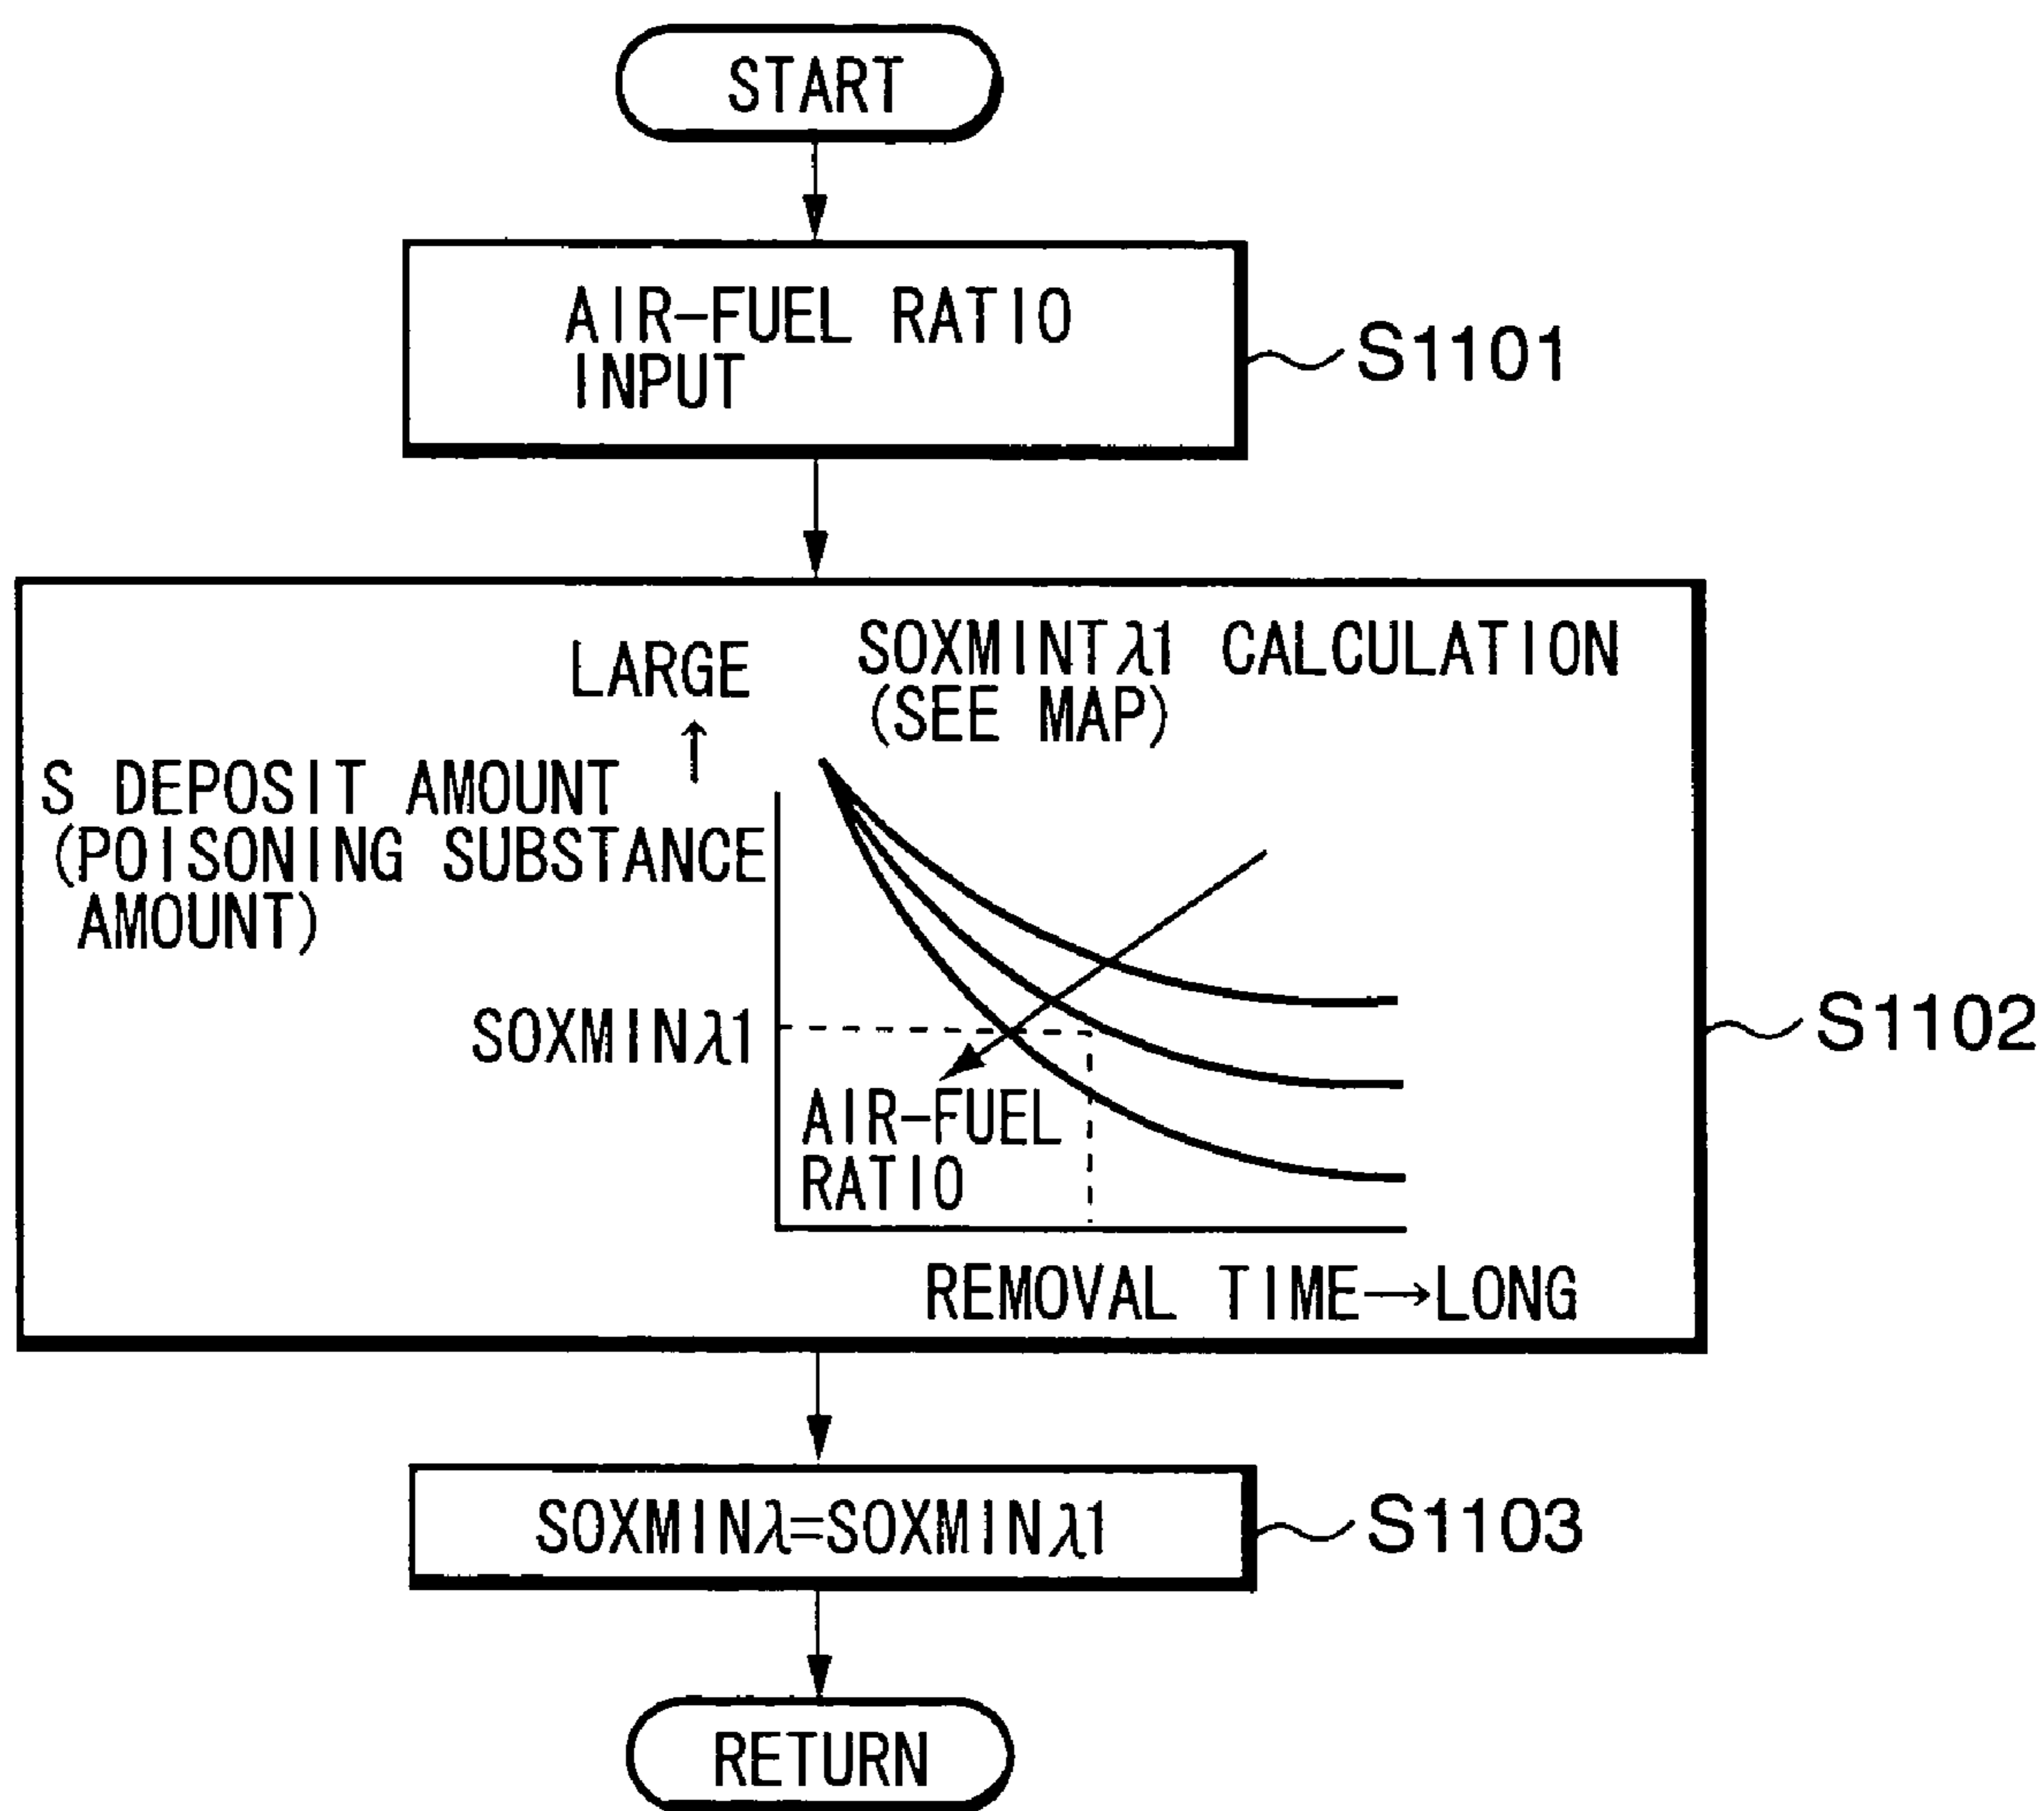 START
AIR-FUEL RATIO
INPUT
S1101
SOXMINTλ1 CALCULATION
(SEE MAP)
LARGE
↑
S DEPOSIT AMOUNT
(POISONING SUBSTANCE
AMOUNT)
SOXMINλ1
AIR-FUEL
RATIO
REMOVAL TIME→LONG
S1102
SOXMINλ=SOXMINλ1
S1103
RETURN